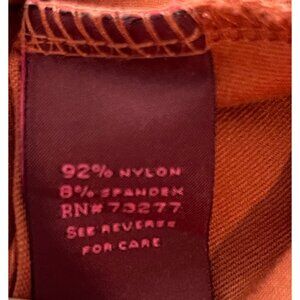 92% NYLON
8% SPANDEX
RN# 73277
SEE REVERSE
FOR CARE